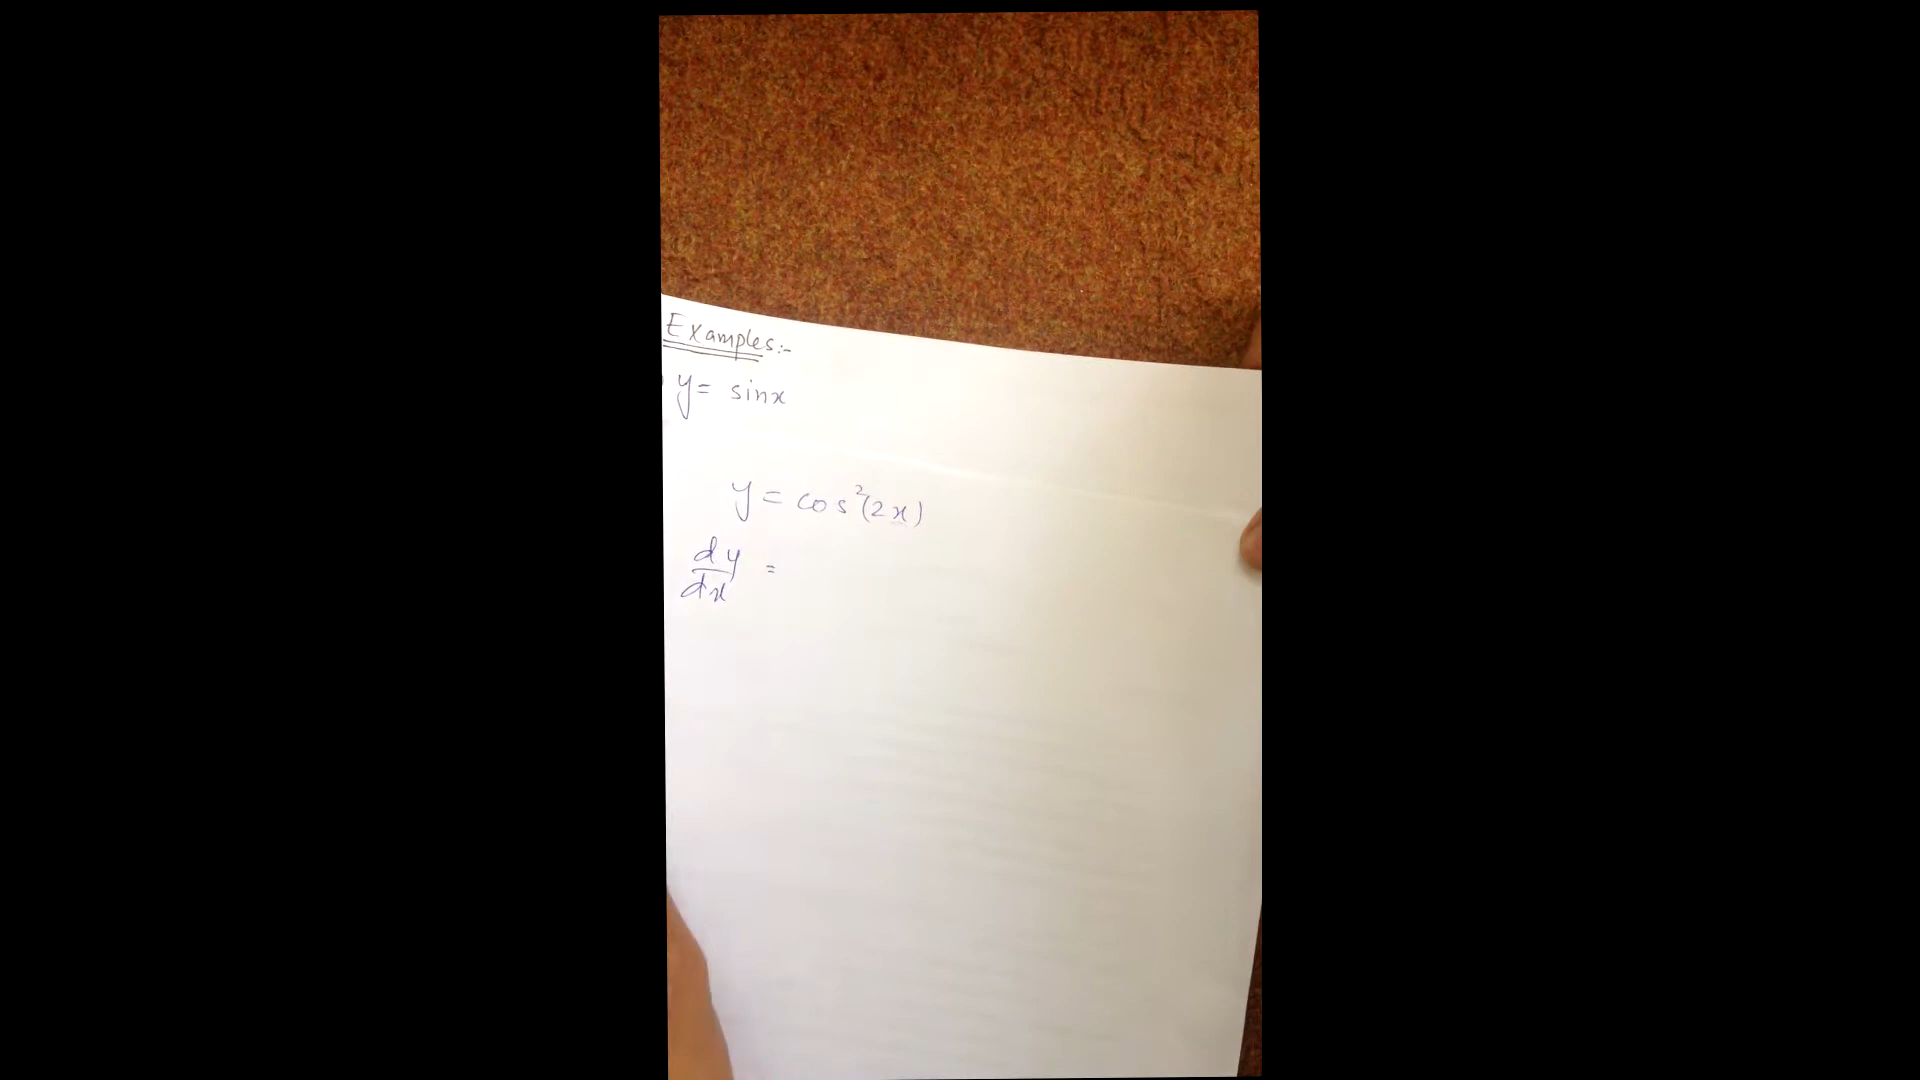 Examples:-
y = sinx
y = cos²(2x)
dy/dx =